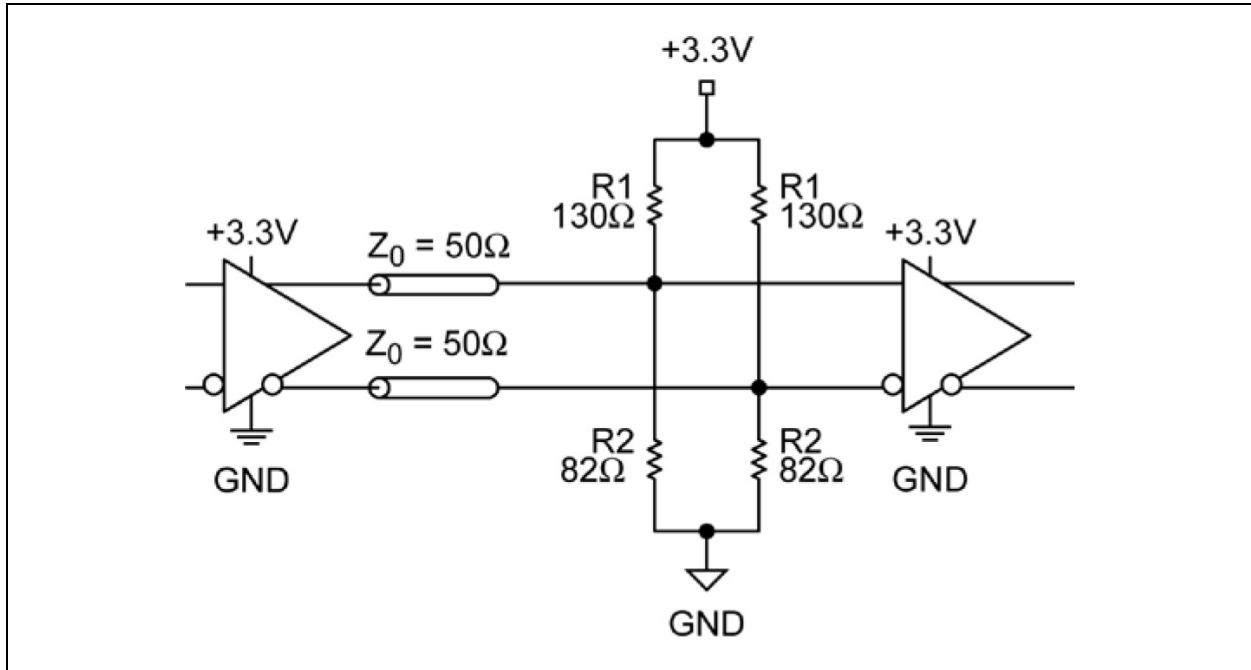 +3.3V
R1
130Ω
R1
130Ω
+3.3V
Z0 = 50Ω
+3.3V
Z0 = 50Ω
R2
82Ω
R2
82Ω
GND
GND
GND